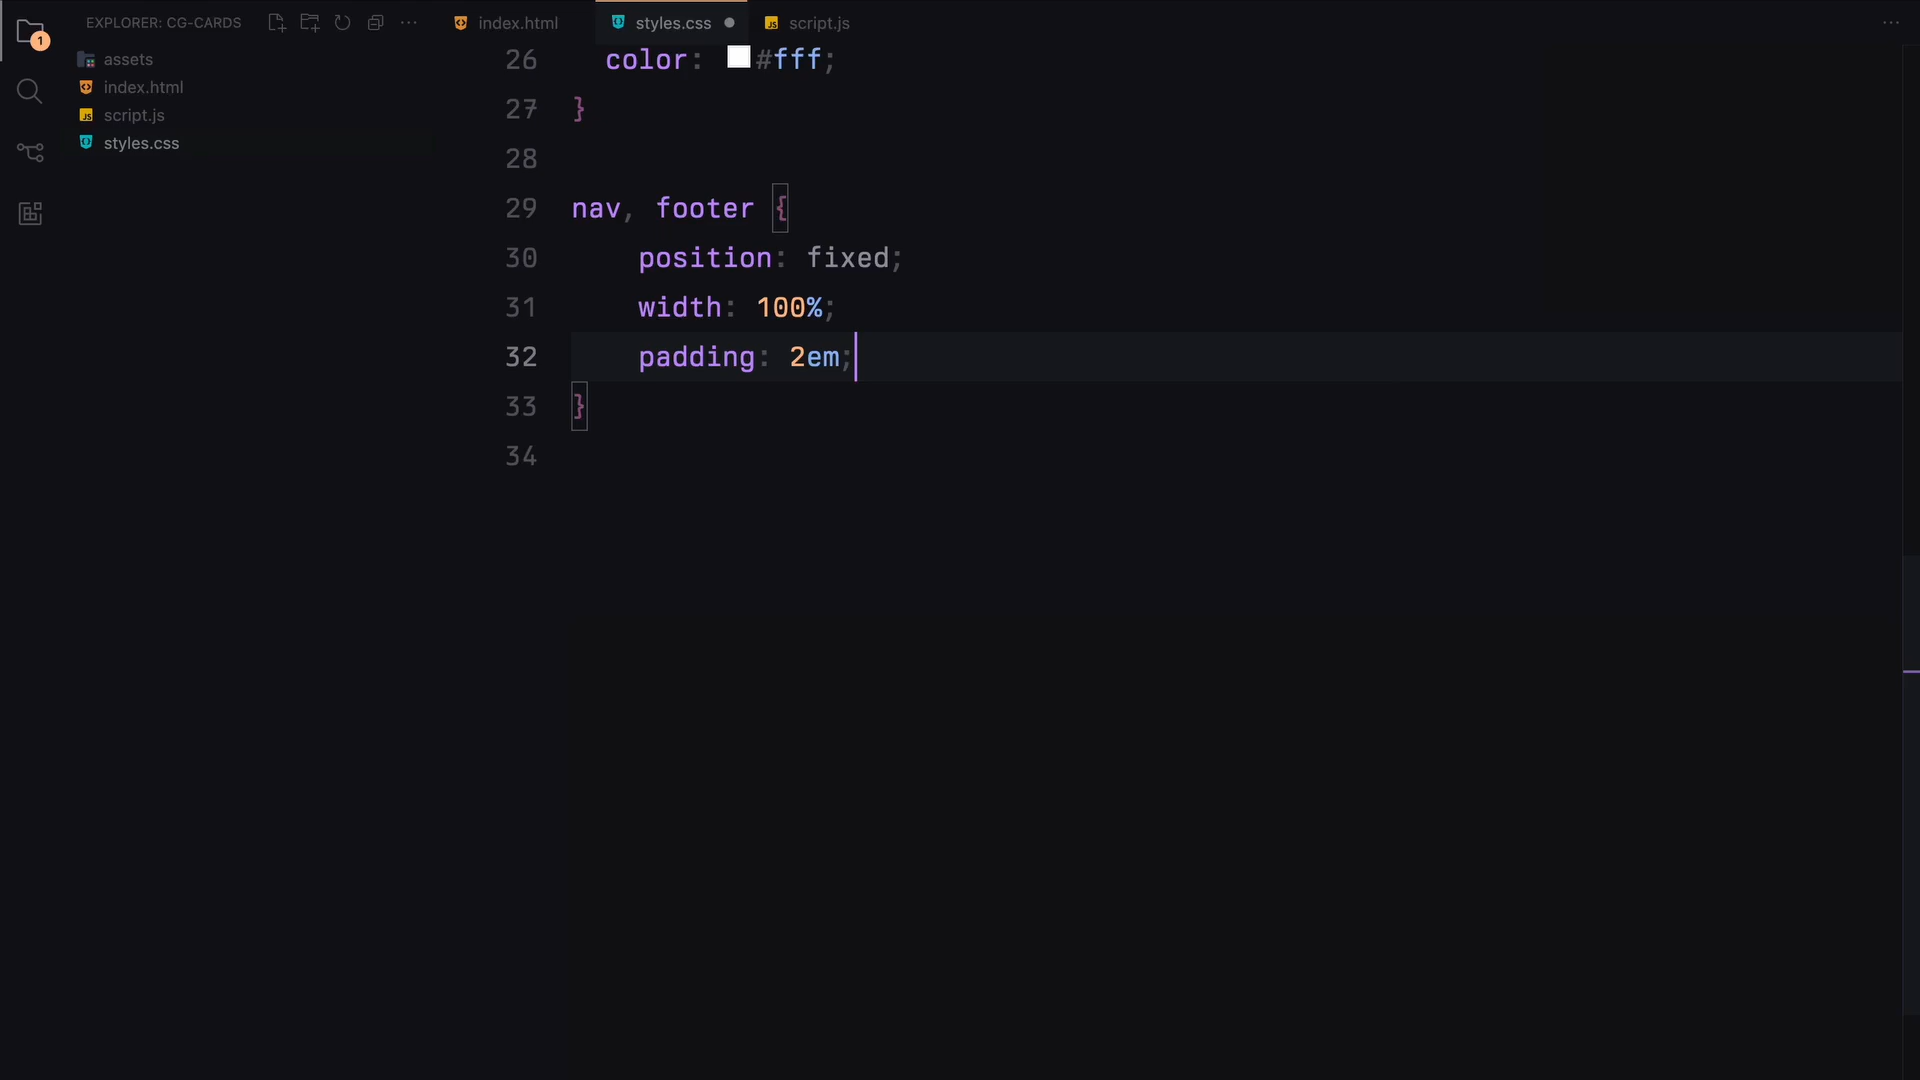 EXPLORER: CG-CARDS
1
assets
index.html
script.js
styles.css
index.html
styles.css
script.js
26 color: #fff;
27 }
28
29 nav, footer {
30 position: fixed;
31 width: 100%;
32 padding: 2em;
33 }
34